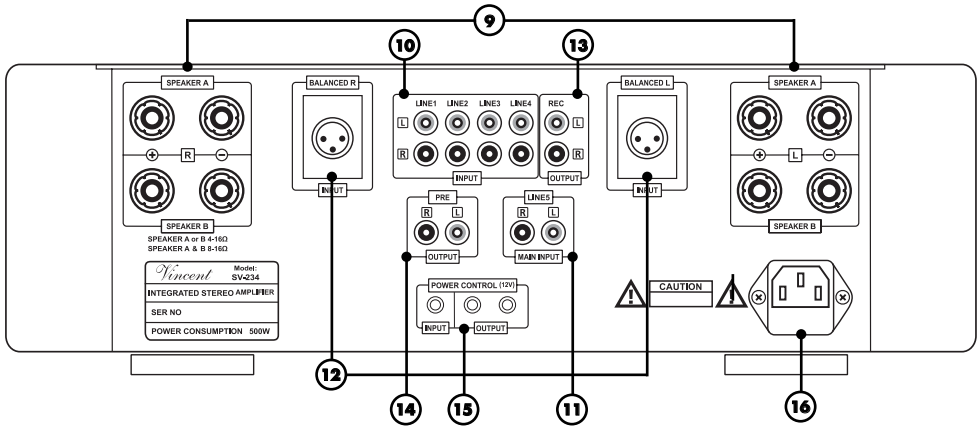 9
10
13
SPEAKER A
BALANCED R
LINE1 LINE2 LINE3 LINE4 REC
BALANCED L
SPEAKER A
L
L
R
R
+ R −
INPUT
INPUT
OUTPUT
INPUT
+ L −
SPEAKER B
PRE
LINE5
SPEAKER B
R L
R L
SPEAKER A or B 4-16Ω
SPEAKER A & B 8-16Ω
OUTPUT
MAIN INPUT
Vincent Model:
SV-234
INTEGRATED STEREO AMPLIFIER
SER NO
POWER CONSUMPTION 500W
POWER CONTROL (12V)
INPUT
OUTPUT
CAUTION
12
14
15
11
16